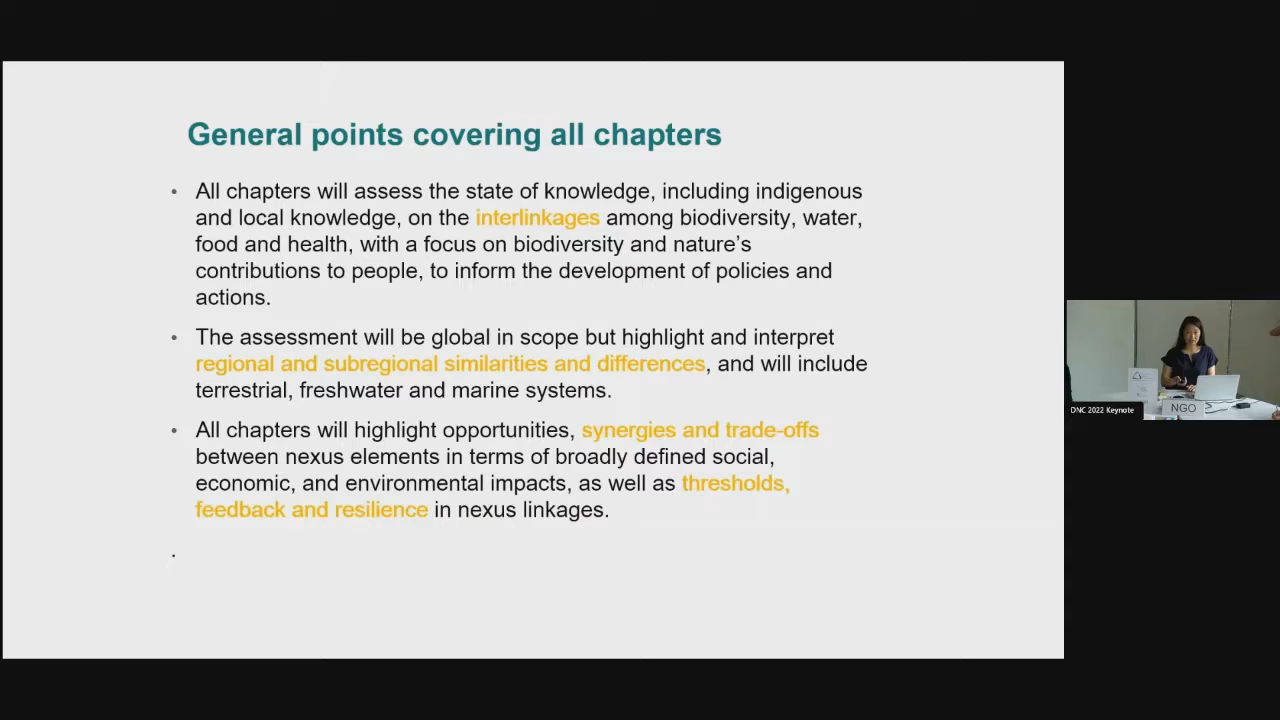 General points covering all chapters
• All chapters will assess the state of knowledge, including indigenous
and local knowledge, on the interlinkages among biodiversity, water,
food and health, with a focus on biodiversity and nature's
contributions to people, to inform the development of policies and
actions.
• The assessment will be global in scope but highlight and interpret
regional and subregional similarities and differences, and will include
terrestrial, freshwater and marine systems.
• All chapters will highlight opportunities, synergies and trade-offs
between nexus elements in terms of broadly defined social,
economic, and environmental impacts, as well as thresholds,
feedback and resilience in nexus linkages.
.
DNC 2022 Keynote
NGO